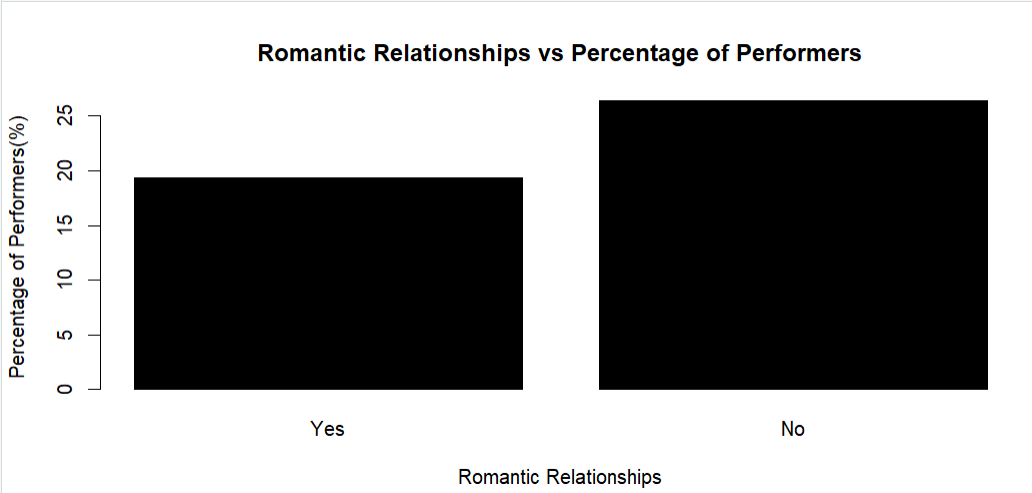 Romantic Relationships vs Percentage of Performers
Percentage of Performers(%)
25
20
15
10
5
0
Yes
No
Romantic Relationships